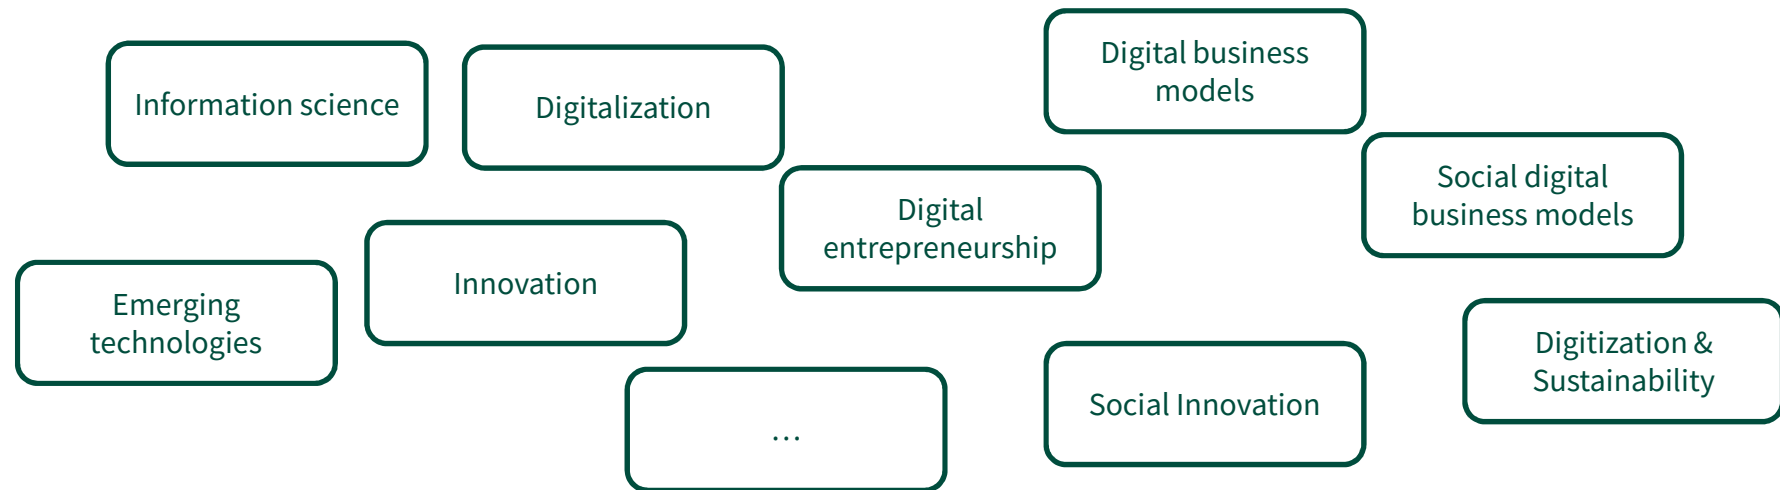 Information science
Digitalization
Digital business
models
Social digital
business models
Digital
entrepreneurship
Innovation
Emerging
technologies
Digitization &
Sustainability
Social Innovation
…